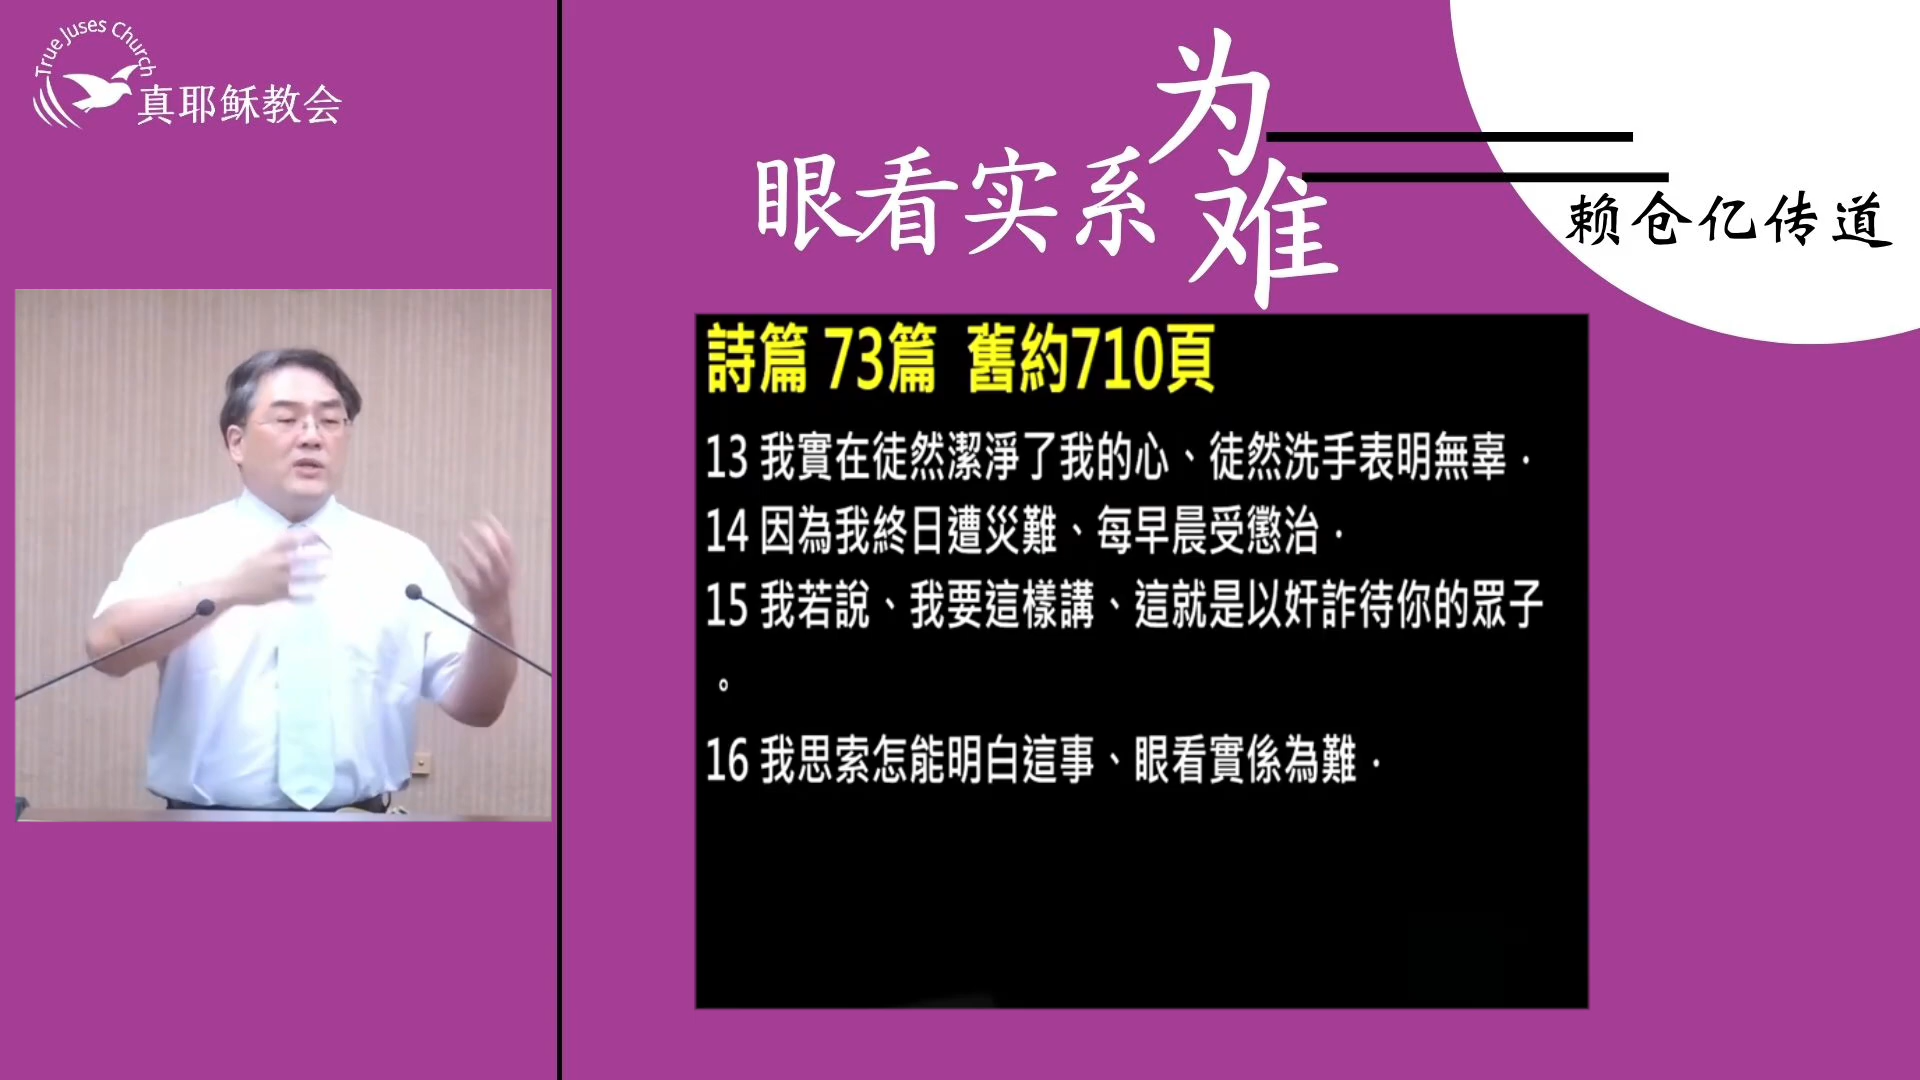 True Juses Church
真耶稣教会
眼看实系为难
赖仓亿传道
詩篇 73篇 舊約710頁
13 我實在徒然潔淨了我的心、徒然洗手表明無辜．
14 因為我終日遭災難、每早晨受懲治．
15 我若說、我要這樣講、這就是以奸詐待你的眾子
。
16 我思索怎能明白這事、眼看實係為難．